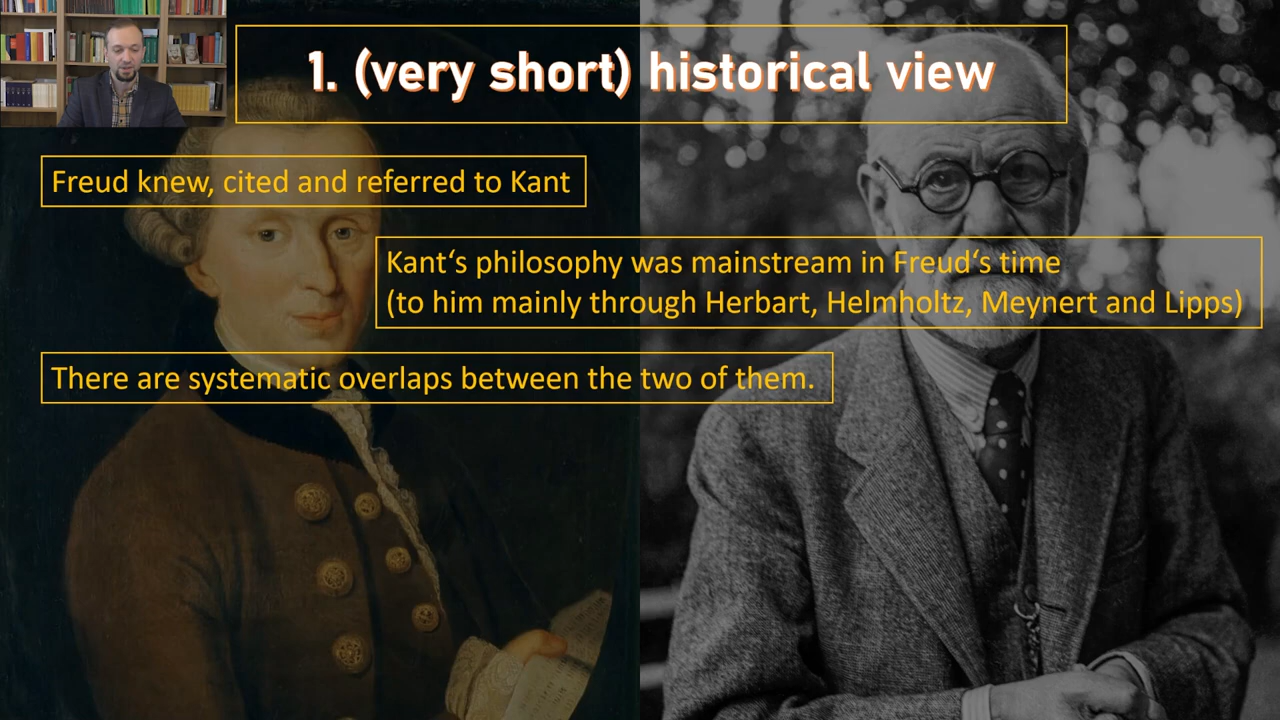 1. (very short) historical view
Freud knew, cited and referred to Kant
Kant‘s philosophy was mainstream in Freud‘s time
(to him mainly through Herbart, Helmholtz, Meynert and Lipps)
There are systematic overlaps between the two of them.